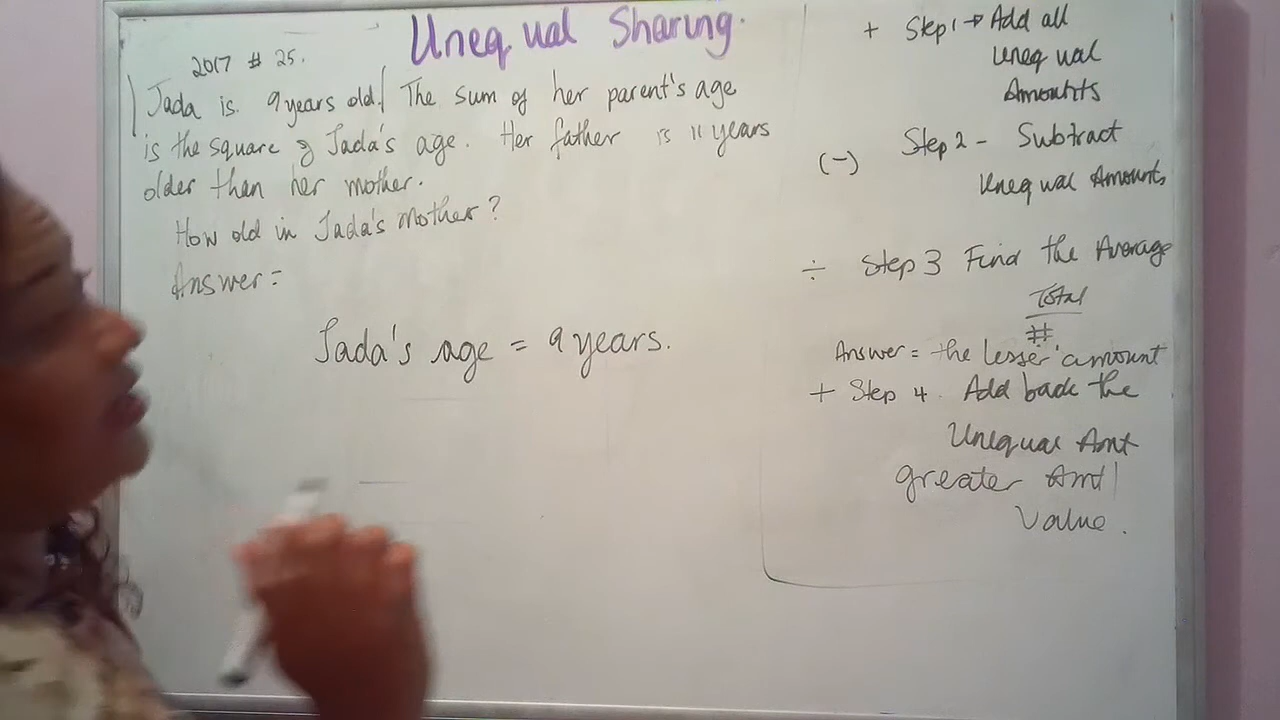 Unequal Sharing.
2017 # 25.
Jada is 9 years old. The sum of her parent's age
is the square of Jada's age. Her father is 11 years
older than her mother.
How old in Jada's mother?
Answer =
Jada's age = 9 years.
+ Step 1 → Add all
Unequal
Amounts
(-) Step 2 - Subtract
Unequal Amounts
÷ Step 3 Find the Average
Total
#
Answer = the lesser amount
+ Step 4. Add back the
Unequal Amt
greater Amt/
Value.